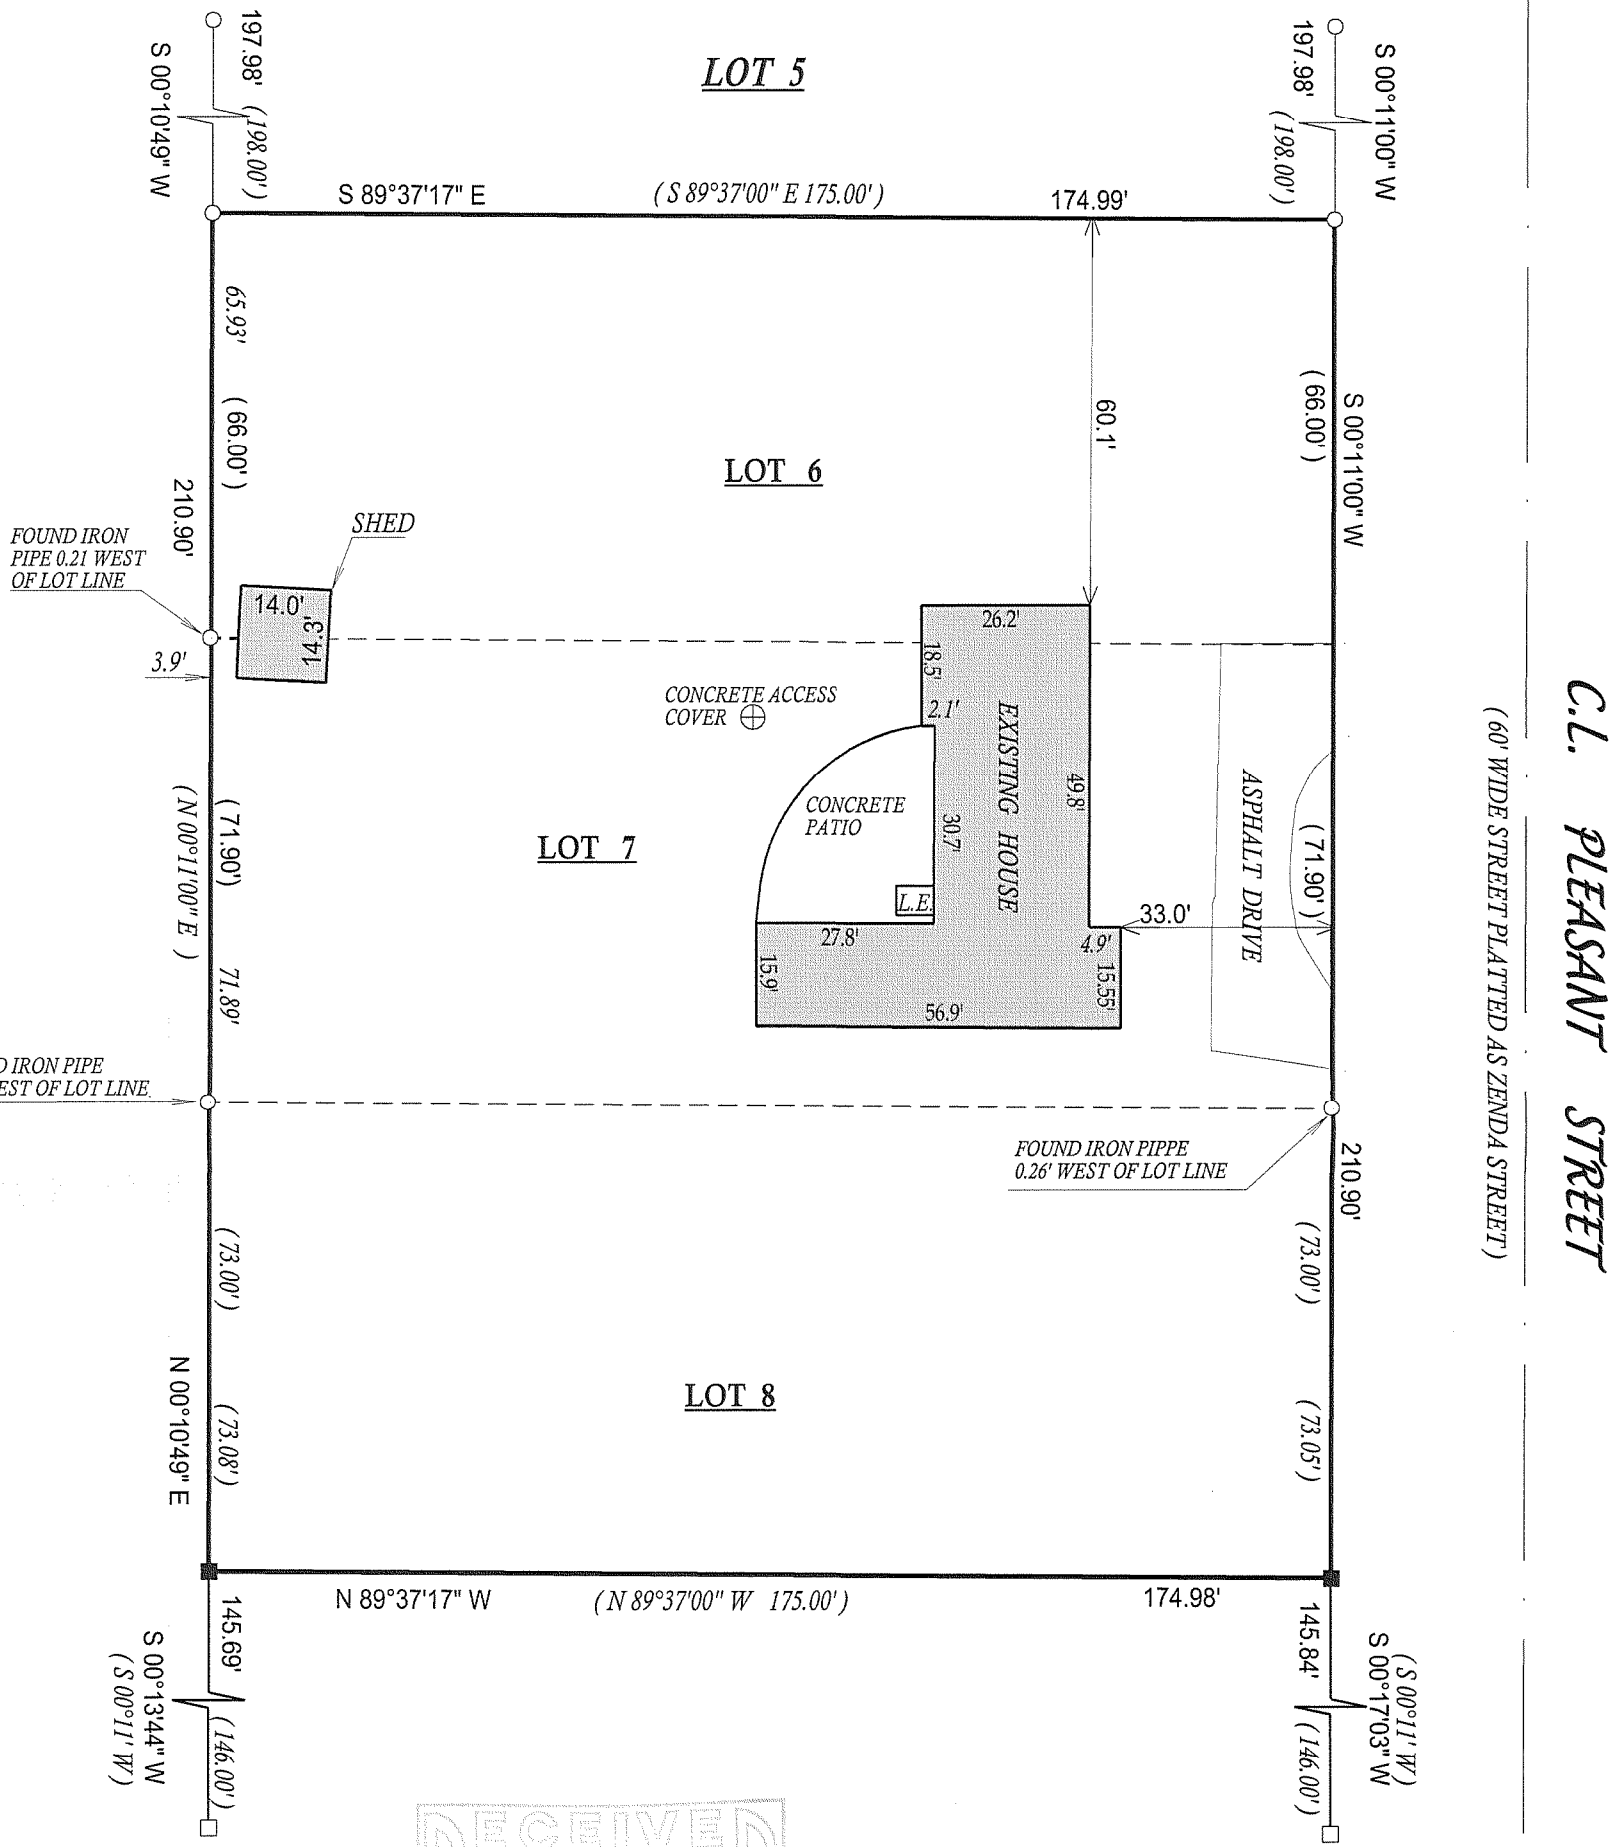 197.98' (198.00')
S 00°10'49" W
LOT 5
197.98'
(198.00')
S 00°11'00" W
S 89°37'17" E (S 89°37'00" E 175.00') 174.99'
65.93' (66.00')
210.90'
60.1'
(66.00')
S 00°11'00" W
LOT 6
FOUND IRON
PIPE 0.21 WEST
OF LOT LINE
SHED
14.0'
14.3'
3.9'
26.2'
18.5'
2.1'
CONCRETE ACCESS
COVER
EXISTING HOUSE
49.8'
30.7'
CONCRETE
PATIO
L.E.
27.8'
15.9'
56.9'
4.9'
15.55'
33.0'
ASPHALT DRIVE
(71.90')
C.L. PLEASANT STREET
(60' WIDE STREET PLATTED AS ZENDA STREET)
LOT 7
(71.90')
(N 00°11'00" E)
71.89'
D IRON PIPE
EST OF LOT LINE
FOUND IRON PIPPE
0.26' WEST OF LOT LINE
210.90'
(73.00')
(73.05')
(73.00')
(73.08')
N 00°10'49" E
LOT 8
N 89°37'17" W (N 89°37'00" W 175.00') 174.98'
145.69' (146.00')
S 00°13'44" W
(S 00°11' W)
145.84' (146.00')
S 00°17'03" W
(S 00°11' W)
RECEIVED